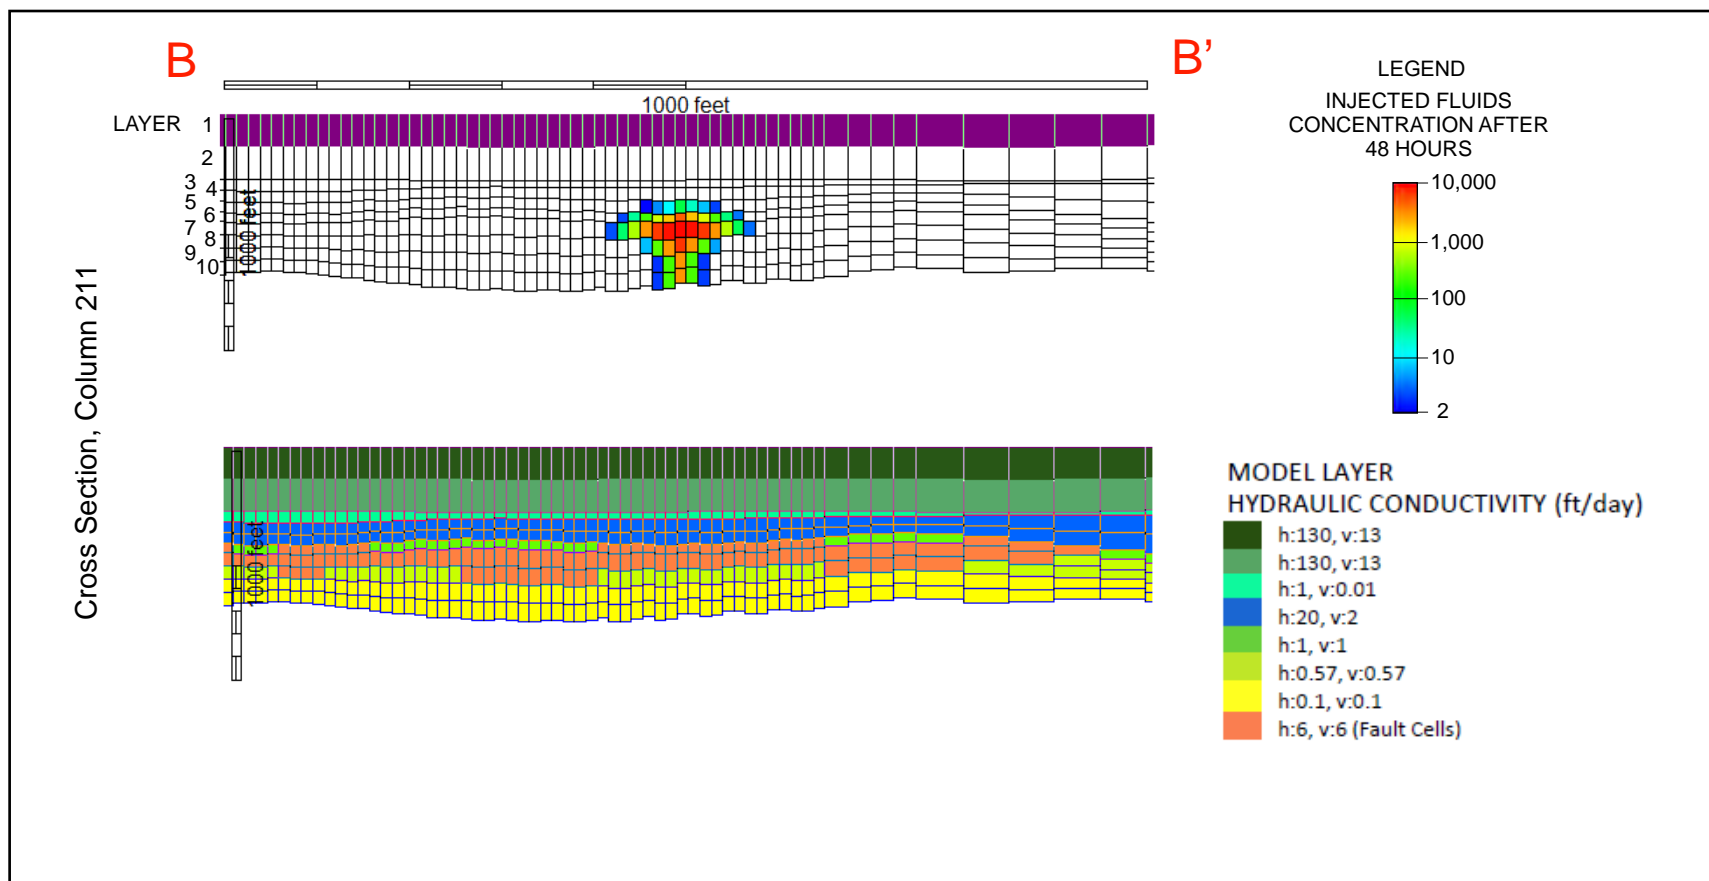 B
B'
1000 feet
LAYER 1
2
3
4
5
6
7
8
9
10
1000 feet
Cross Section, Column 211
LEGEND
INJECTED FLUIDS
CONCENTRATION AFTER
48 HOURS
10,000
1,000
100
10
2
1000 feet
MODEL LAYER
HYDRAULIC CONDUCTIVITY (ft/day)
h:130, v:13
h:130, v:13
h:1, v:0.01
h:20, v:2
h:1, v:1
h:0.57, v:0.57
h:0.1, v:0.1
h:6, v:6 (Fault Cells)